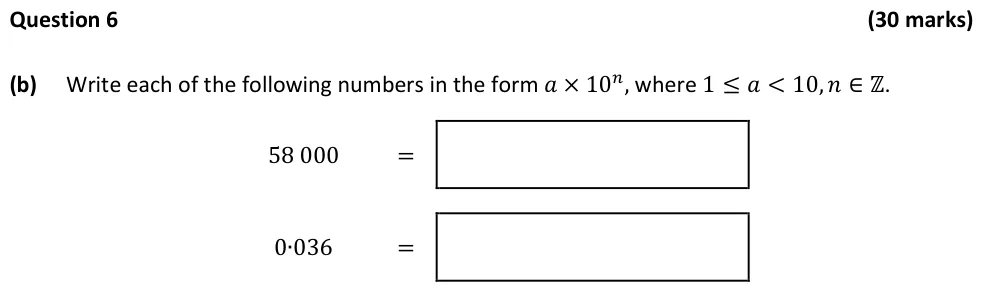 Question 6 (30 marks)
(b) Write each of the following numbers in the form a × 10ⁿ, where 1 ≤ a < 10, n ∈ ℤ.
58 000 =
0·036 =